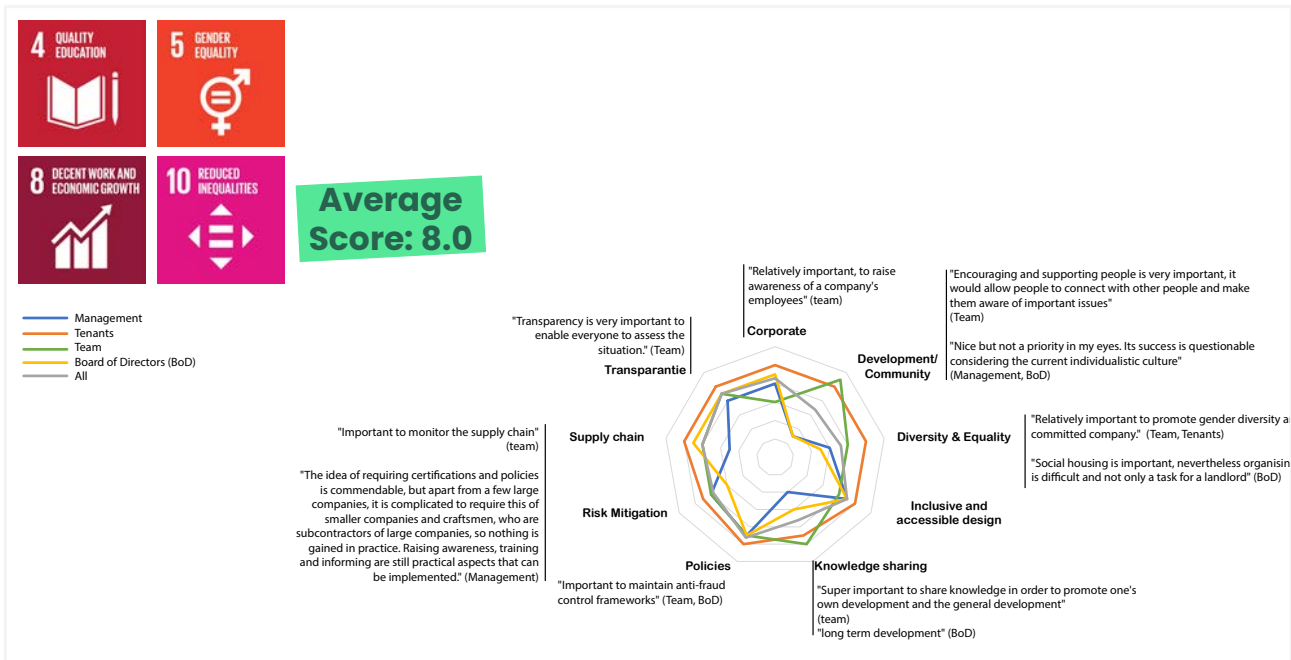 4 QUALITY
EDUCATION
5 GENDER
EQUALITY
8 DECENT WORK AND
ECONOMIC GROWTH
10 REDUCED
INEQUALITIES
Average
Score: 8.0
Management
Tenants
Team
Board of Directors (BoD)
All
"Relatively important, to raise
awareness of a company's
employees" (team)
Corporate
"Encouraging and supporting people is very important, it
would allow people to connect with other people and make
them aware of important issues"
(Team)
"Nice but not a priority in my eyes. Its success is questionable
considering the current individualistic culture"
(Management, BoD)
Development/
Community
"Transparency is very important to
enable everyone to assess the
situation." (Team)
Transparantie
Diversity & Equality
"Relatively important to promote gender diversity a
committed company." (Team, Tenants)
"Social housing is important, nevertheless organisin
is difficult and not only a task for a landlord" (BoD)
Supply chain
"Important to monitor the supply chain"
(team)
"The idea of requiring certifications and policies
is commendable, but apart from a few large
companies, it is complicated to require this of
smaller companies and craftsmen, who are
subcontractors of large companies, so nothing is
gained in practice. Raising awareness, training
and informing are still practical aspects that can
be implemented." (Management)
Inclusive and
accessible design
Risk Mitigation
Policies
"Important to maintain anti-fraud
control frameworks" (Team, BoD)
Knowledge sharing
"Super important to share knowledge in order to promote one's
own development and the general development"
(team)
"long term development" (BoD)